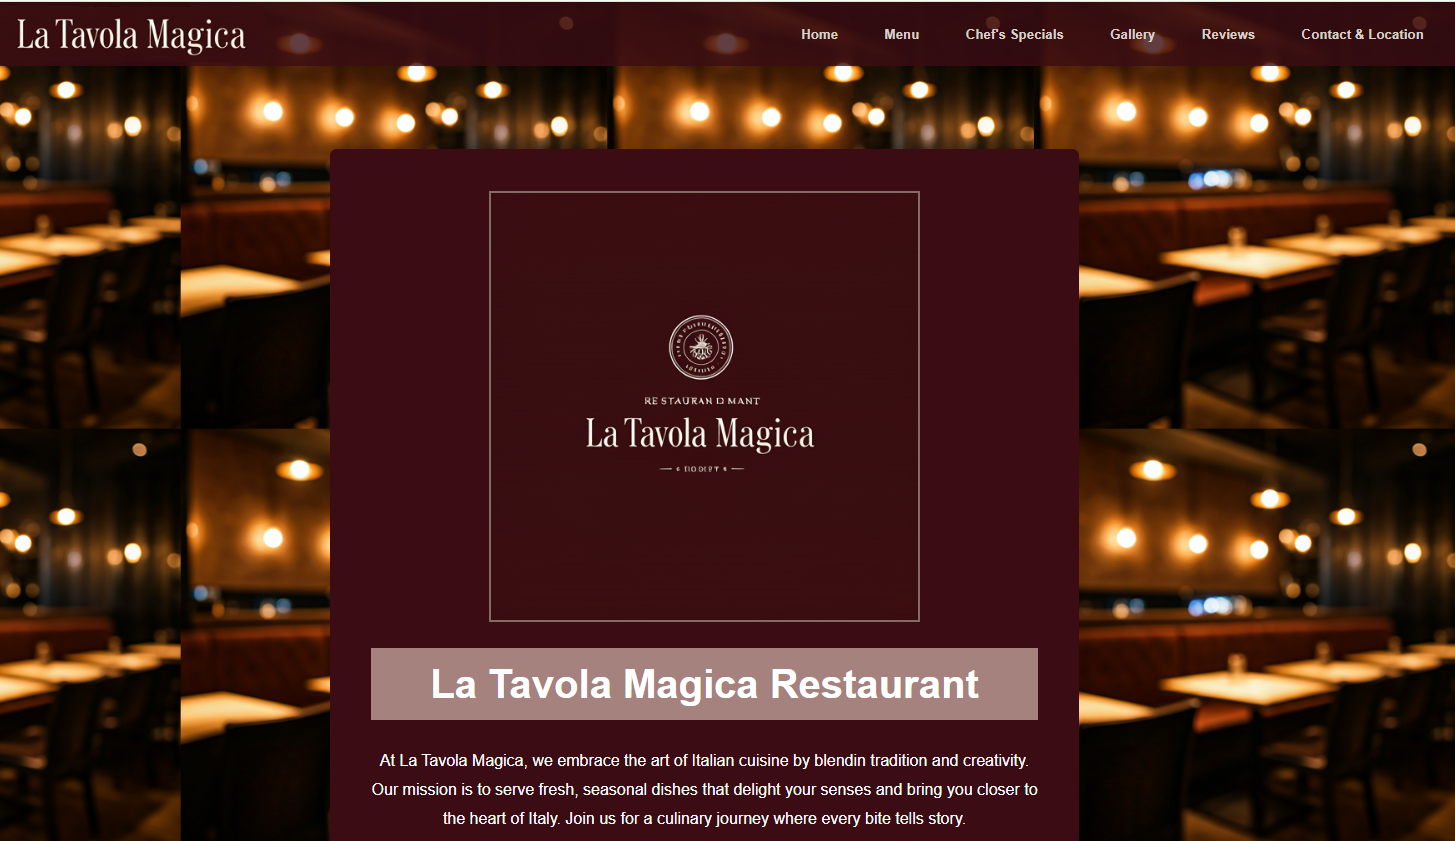 La Tavola Magica
Home Menu Chef's Specials Gallery Reviews Contact & Location
RESTAURAN D MANT
La Tavola Magica
La Tavola Magica Restaurant
At La Tavola Magica, we embrace the art of Italian cuisine by blendin tradition and creativity.
Our mission is to serve fresh, seasonal dishes that delight your senses and bring you closer to
the heart of Italy. Join us for a culinary journey where every bite tells story.